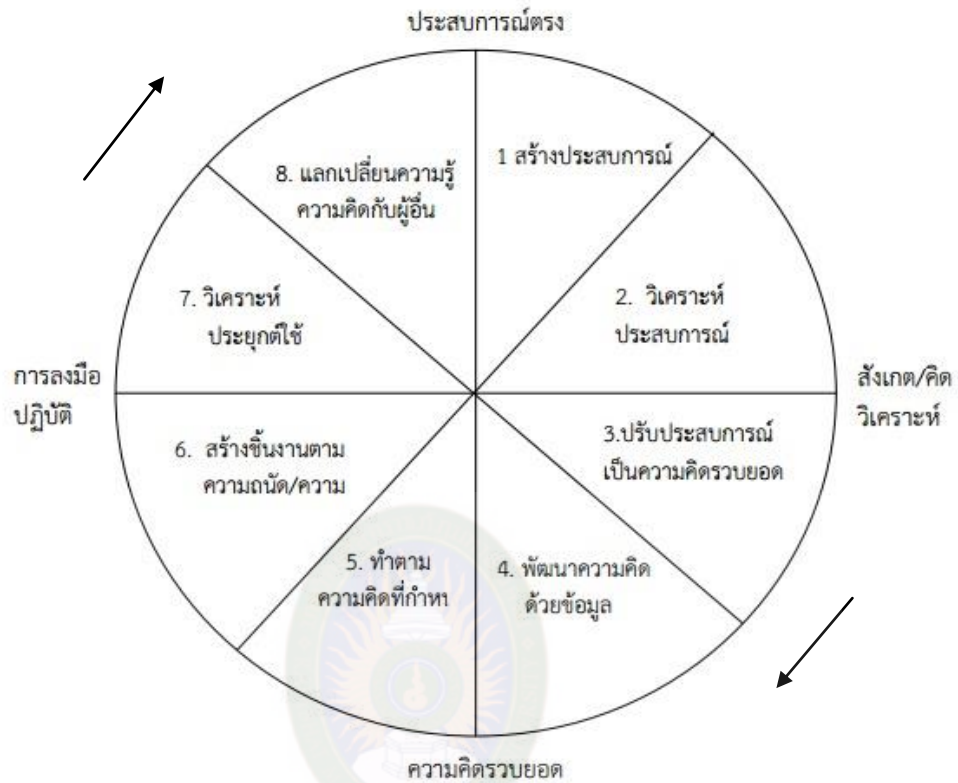 ประสบการณ์ตรง
1 สร้างประสบการณ์
8. แลกเปลี่ยนความรู้
ความคิดกับผู้อื่น
2. วิเคราะห์
ประสบการณ์
7. วิเคราะห์
ประยุกต์ใช้
การลงมือ
ปฏิบัติ
สังเกต/คิด
วิเคราะห์
3.ปรับประสบการณ์
เป็นความคิดรวบยอด
6. สร้างชิ้นงานตาม
ความถนัด/ความ
5. ทำตาม
ความคิดที่กำห
4. พัฒนาความคิด
ด้วยข้อมูล
ความคิดรวบยอด